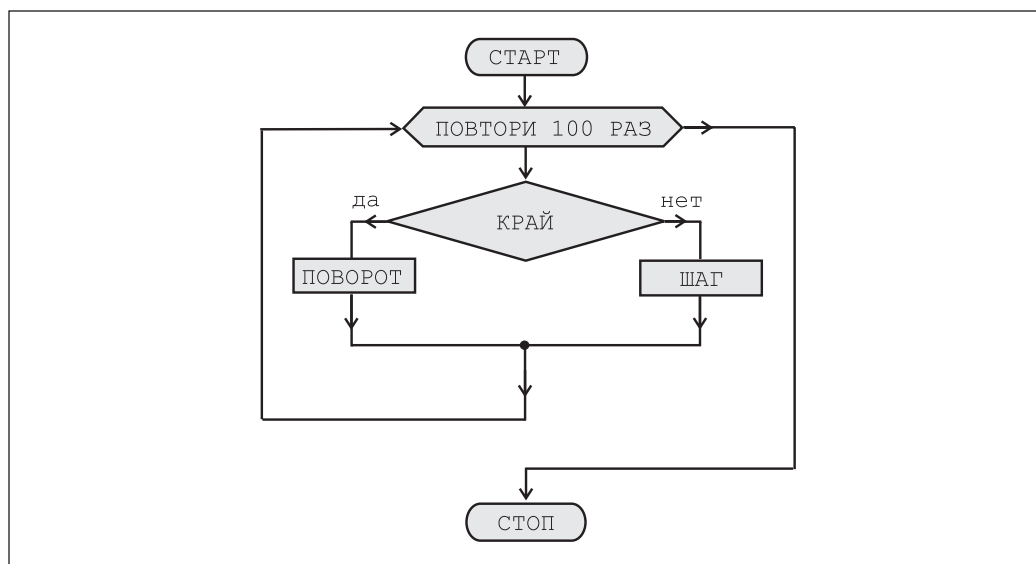 СТАРТ
ПОВТОРИ 100 РАЗ
да
нет
КРАЙ
ПОВОРОТ
ШАГ
СТОП